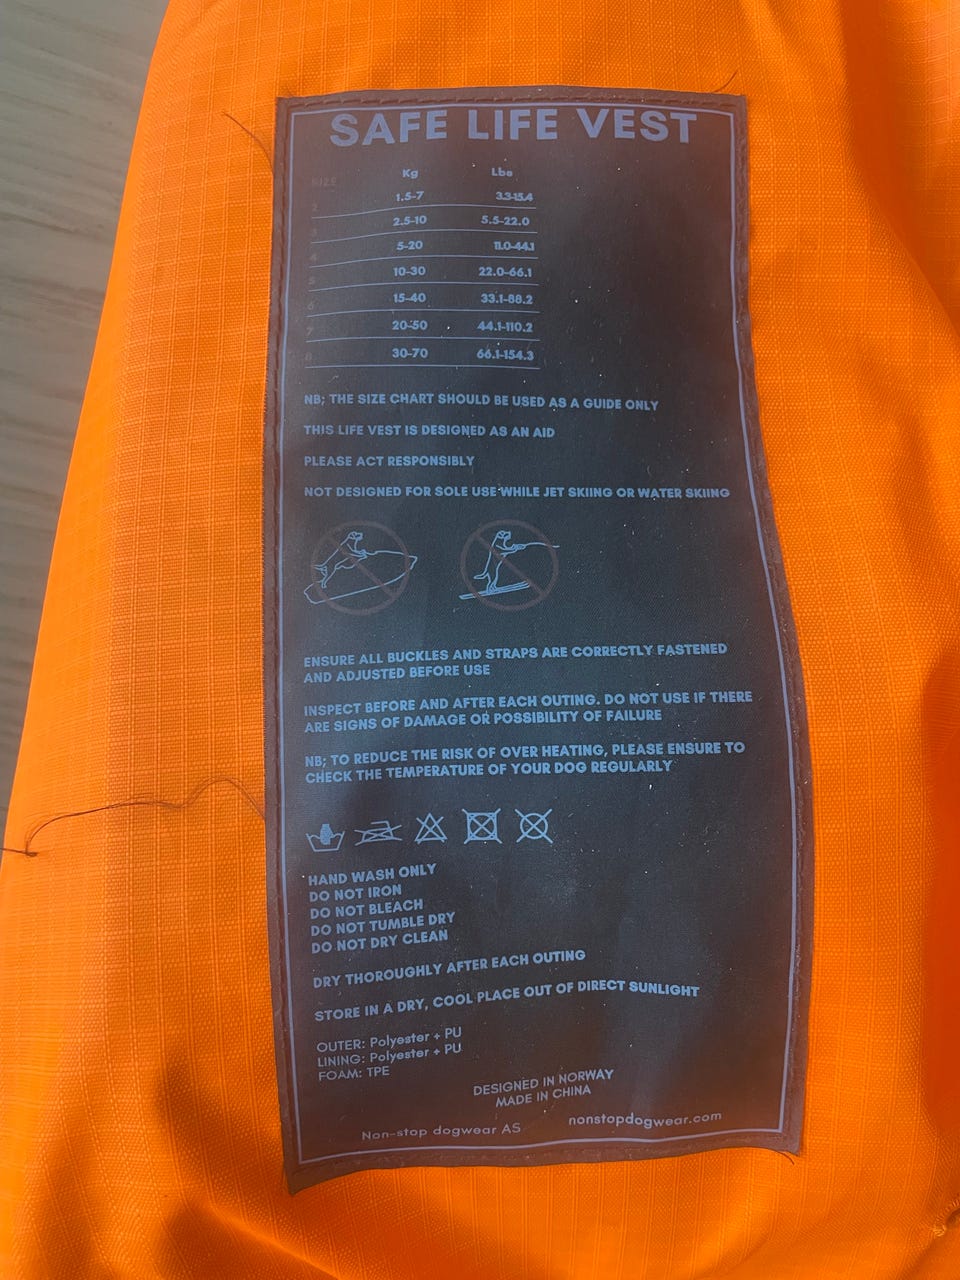 SAFE LIFE VEST
SIZE Kg Lbs
2 1.5-7 3.3-15.4
3 2.5-10 5.5-22.0
4 5-20 11.0-44.1
5 10-30 22.0-66.1
6 15-40 33.1-88.2
7 20-50 44.1-110.2
8 30-70 66.1-154.3
NB; THE SIZE CHART SHOULD BE USED AS A GUIDE ONLY
THIS LIFE VEST IS DESIGNED AS AN AID
PLEASE ACT RESPONSIBLY
NOT DESIGNED FOR SOLE USE WHILE JET SKIING OR WATER SKIING
ENSURE ALL BUCKLES AND STRAPS ARE CORRECTLY FASTENED
AND ADJUSTED BEFORE USE
INSPECT BEFORE AND AFTER EACH OUTING. DO NOT USE IF THERE
ARE SIGNS OF DAMAGE OR POSSIBILITY OF FAILURE
NB; TO REDUCE THE RISK OF OVER HEATING, PLEASE ENSURE TO
CHECK THE TEMPERATURE OF YOUR DOG REGULARLY
HAND WASH ONLY
DO NOT IRON
DO NOT BLEACH
DO NOT TUMBLE DRY
DO NOT DRY CLEAN
DRY THOROUGHLY AFTER EACH OUTING
STORE IN A DRY, COOL PLACE OUT OF DIRECT SUNLIGHT
OUTER: Polyester + PU
LINING: Polyester + PU
FOAM: TPE
DESIGNED IN NORWAY
MADE IN CHINA
Non-stop dogwear AS nonstopdogwear.com